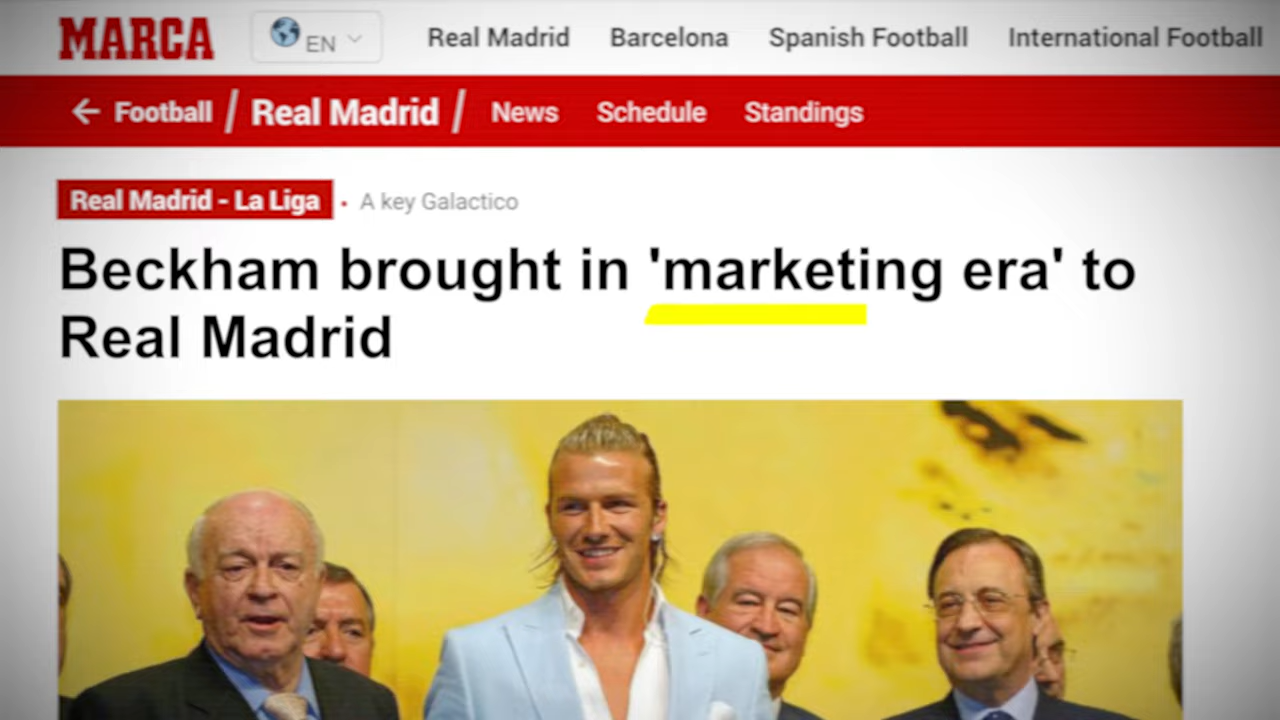 MARCA EN Real Madrid Barcelona Spanish Football International Football
← Football / Real Madrid / News Schedule Standings
Real Madrid - La Liga • A key Galactico
Beckham brought in 'marketing era' to
Real Madrid